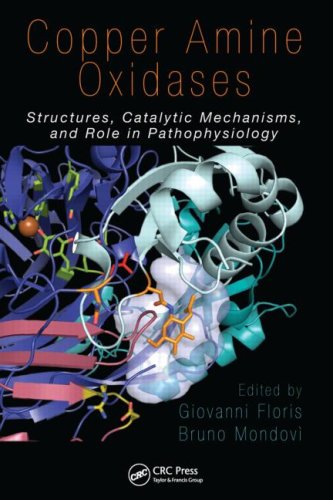 Copper Amine
Oxidases
Structures, Catalytic Mechanisms,
and Role in Pathophysiology
Edited by
Giovanni Floris
Bruno Mondovì
CRC
CRC Press
Taylor & Francis Group